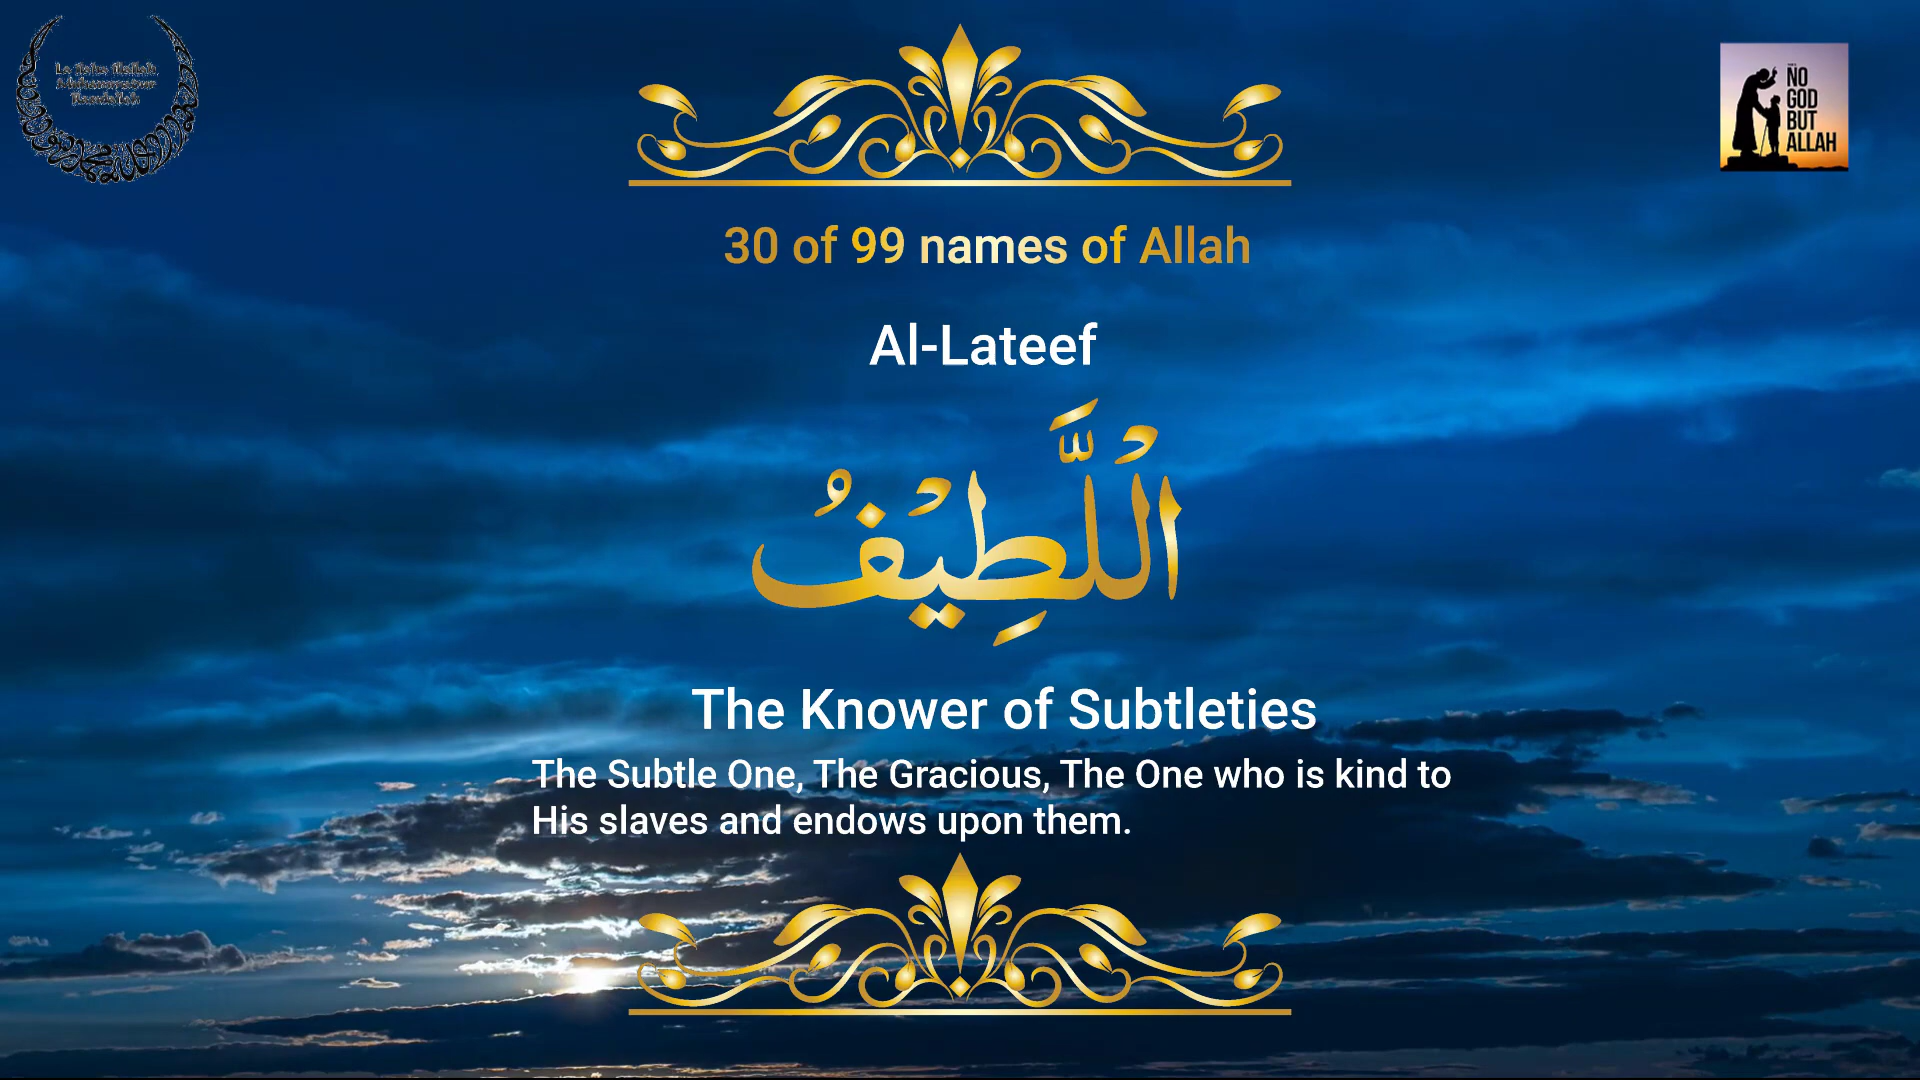 30 of 99 names of Allah
Al-Lateef
اللَّطِيْفُ
The Knower of Subtleties
The Subtle One, The Gracious, The One who is kind to
His slaves and endows upon them.
NO
GOD
BUT
ALLAH